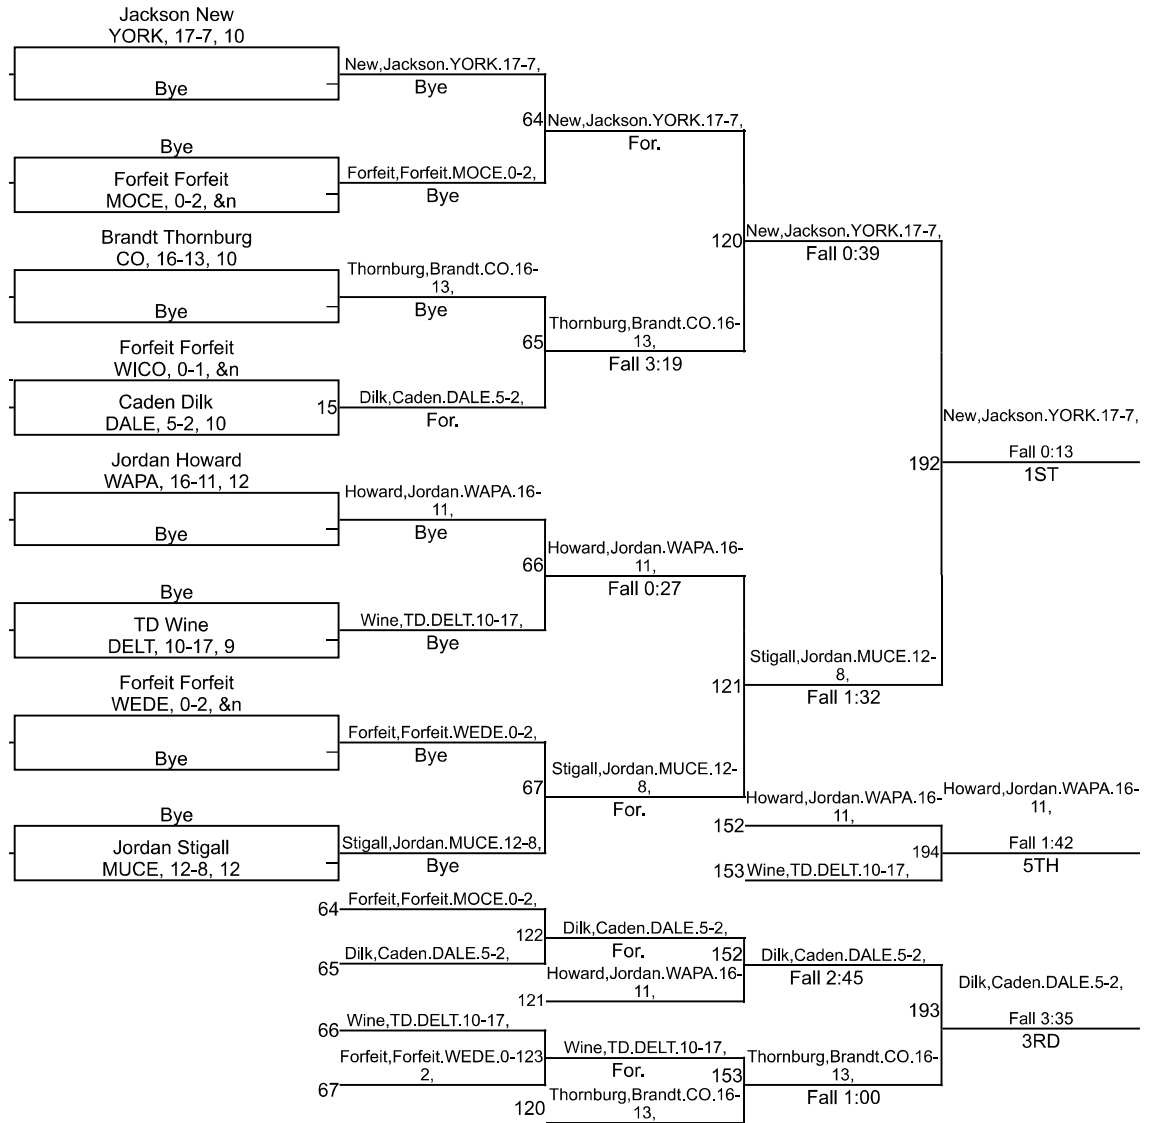 Jackson New
YORK, 17-7, 10
New,Jackson.YORK.17-7,
Bye
Bye
64
New,Jackson.YORK.17-7,
For.
Bye
Forfeit Forfeit
MOCE, 0-2, &n
Forfeit,Forfeit.MOCE.0-2,
Bye
Brandt Thornburg
CO, 16-13, 10
120
New,Jackson.YORK.17-7,
Fall 0:39
Thornburg,Brandt.CO.16-
13,
Bye
Bye
65
Thornburg,Brandt.CO.16-
13,
Fall 3:19
Forfeit Forfeit
WICO, 0-1, &n
Caden Dilk
DALE, 5-2, 10
15
Dilk,Caden.DALE.5-2,
For.
New,Jackson.YORK.17-7,
192
Fall 0:13
1ST
Jordan Howard
WAPA, 16-11, 12
Howard,Jordan.WAPA.16-
11,
Bye
Bye
66
Howard,Jordan.WAPA.16-
11,
Fall 0:27
Bye
TD Wine
DELT, 10-17, 9
Wine,TD.DELT.10-17,
Bye
121
Stigall,Jordan.MUCE.12-
8,
Fall 1:32
Forfeit Forfeit
WEDE, 0-2, &n
Forfeit,Forfeit.WEDE.0-2,
Bye
Bye
67
Stigall,Jordan.MUCE.12-
8,
For.
Bye
Jordan Stigall
MUCE, 12-8, 12
Stigall,Jordan.MUCE.12-8,
Bye
152
Howard,Jordan.WAPA.16-
11,
153
Wine,TD.DELT.10-17,
194
Howard,Jordan.WAPA.16-
11,
Fall 1:42
5TH
64
Forfeit,Forfeit.MOCE.0-2,
65
Dilk,Caden.DALE.5-2,
122
Dilk,Caden.DALE.5-2,
For.
121
Howard,Jordan.WAPA.16-
11,
152
Dilk,Caden.DALE.5-2,
Fall 2:45
66
Wine,TD.DELT.10-17,
67
Forfeit,Forfeit.WEDE.0-
2,
123
Wine,TD.DELT.10-17,
For.
120
Thornburg,Brandt.CO.16-
13,
153
Thornburg,Brandt.CO.16-
13,
Fall 1:00
193
Dilk,Caden.DALE.5-2,
Fall 3:35
3RD